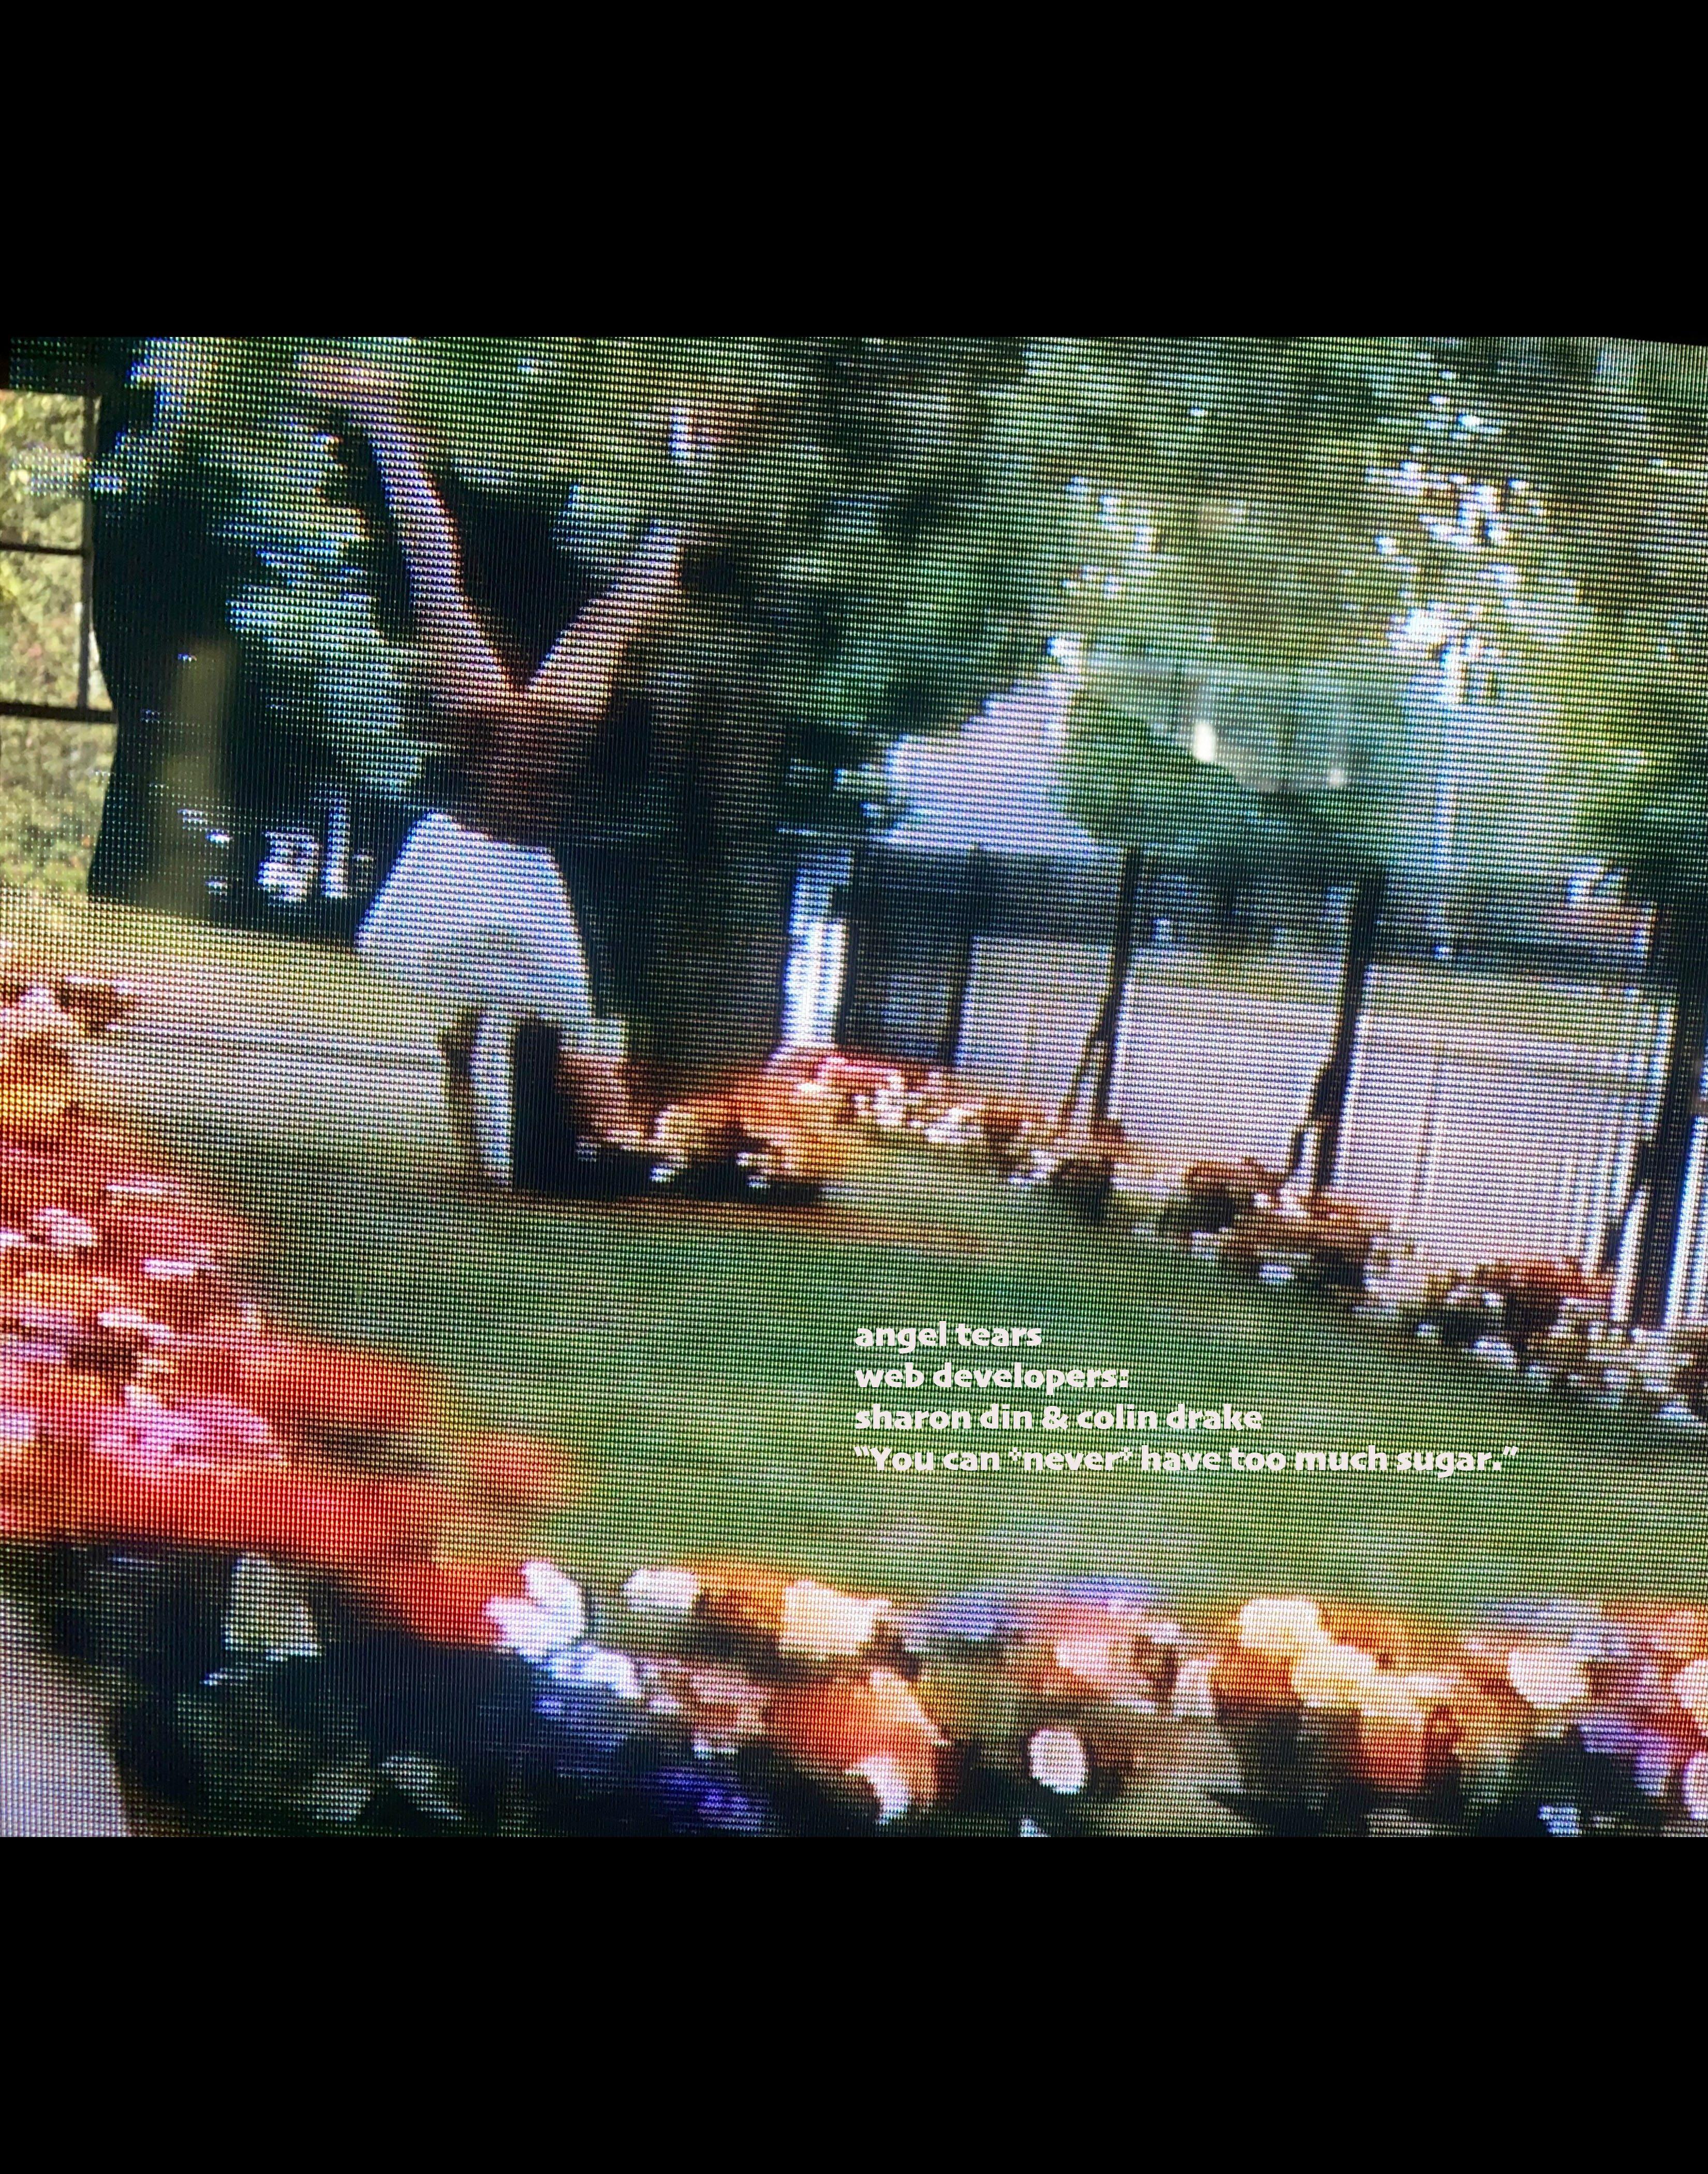 angel tears
web developers:
sharon din & colin drake
“You can *never* have too much sugar.”